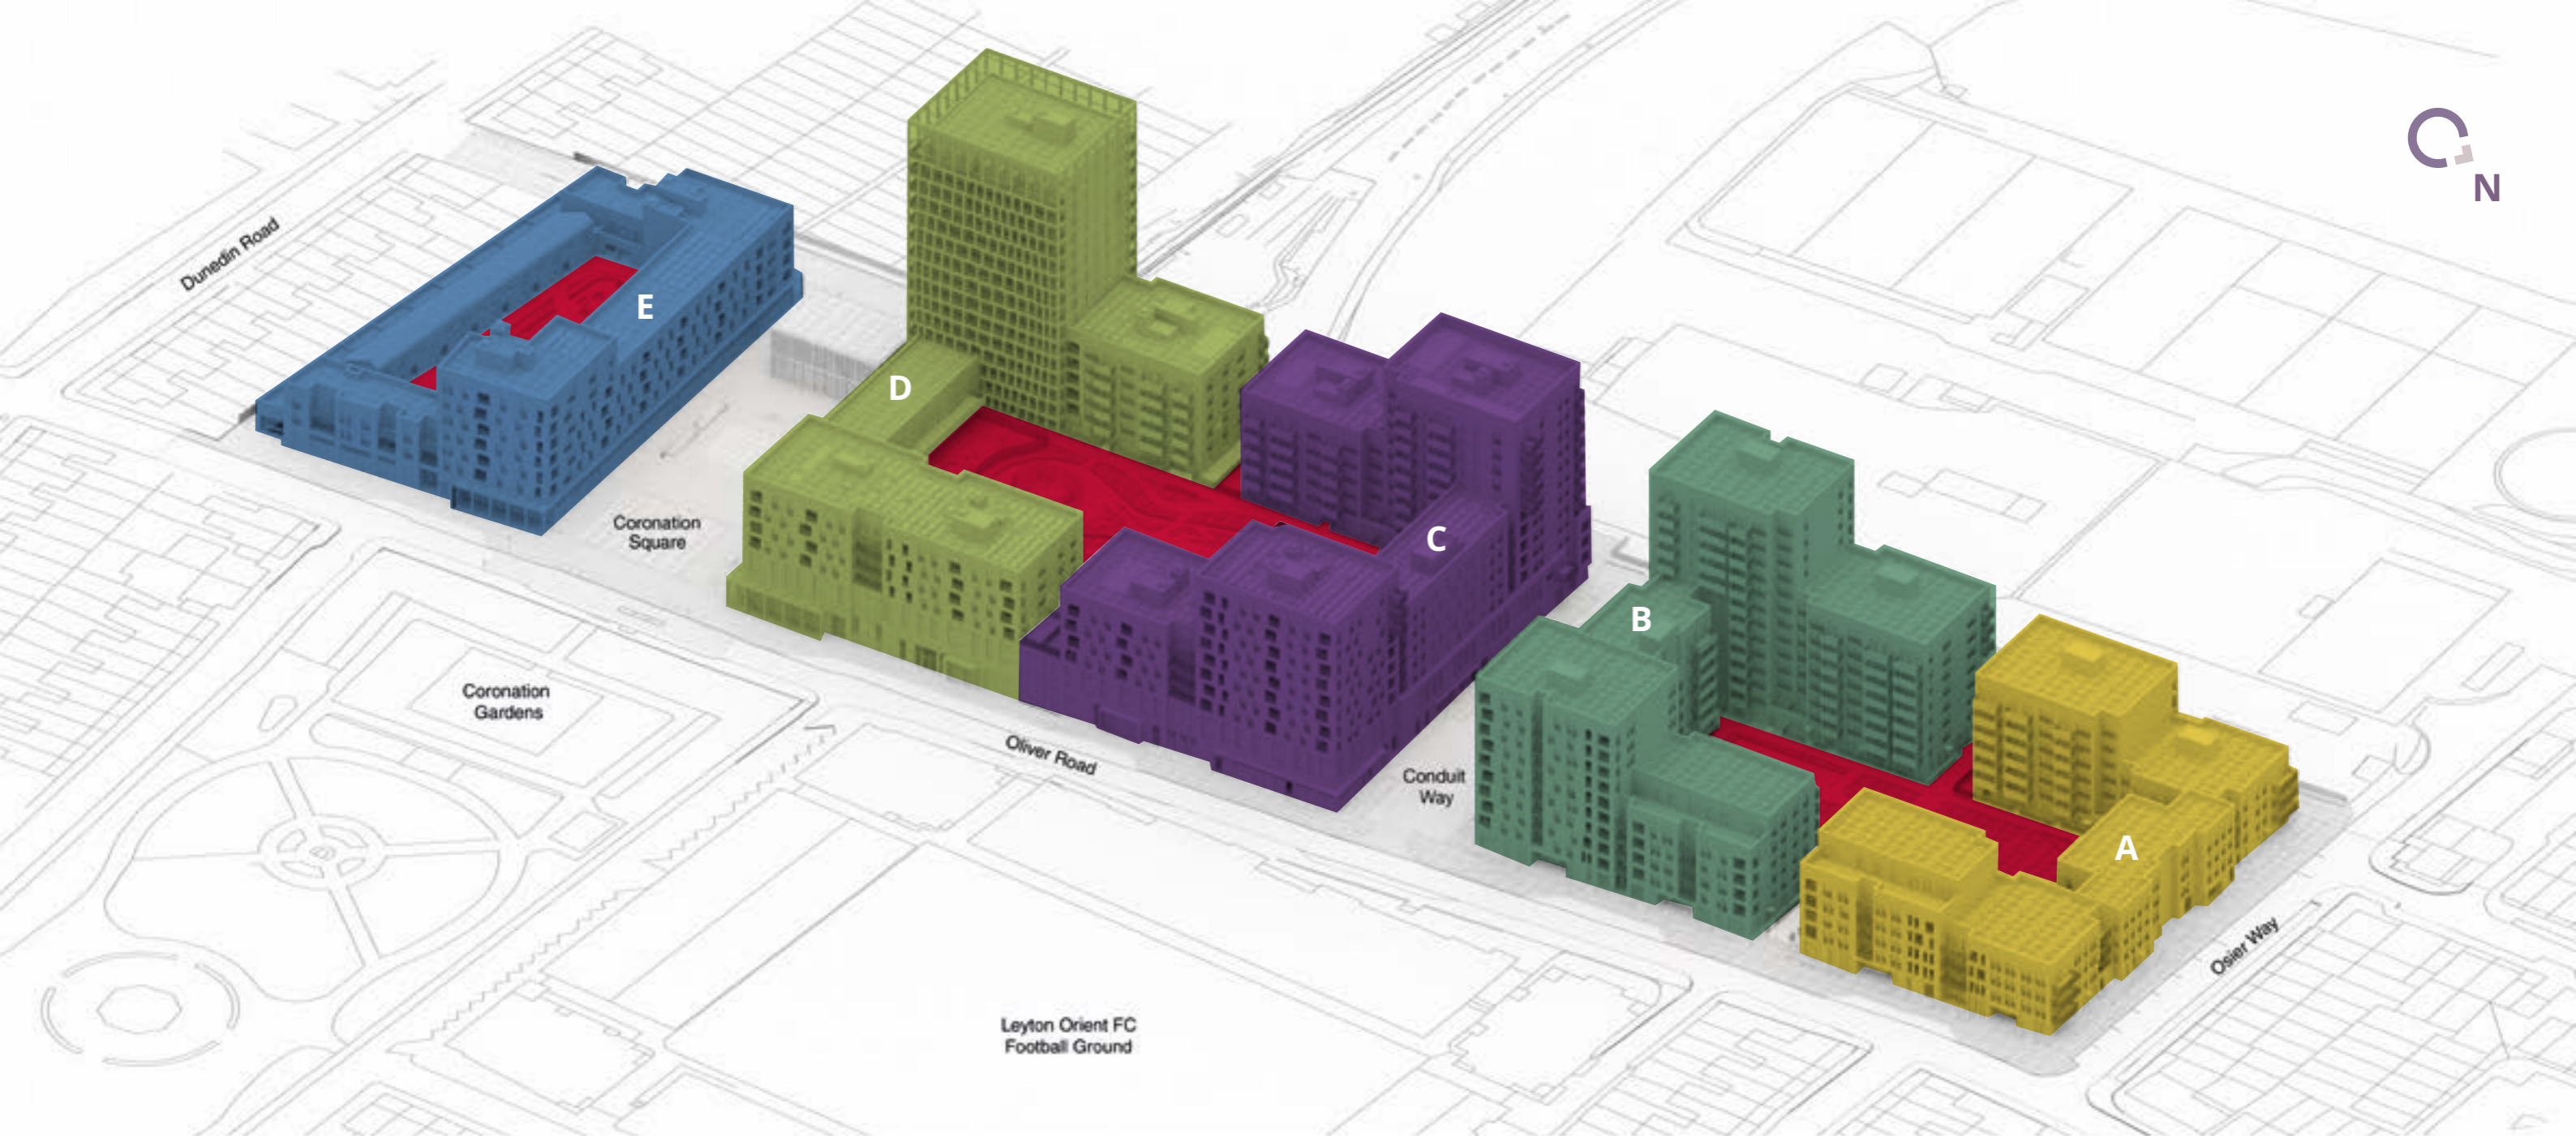 N
Dunedin Road
E
D
C
B
A
Coronation
Square
Coronation
Gardens
Oliver Road
Conduit
Way
Osier Way
Leyton Orient FC
Football Ground